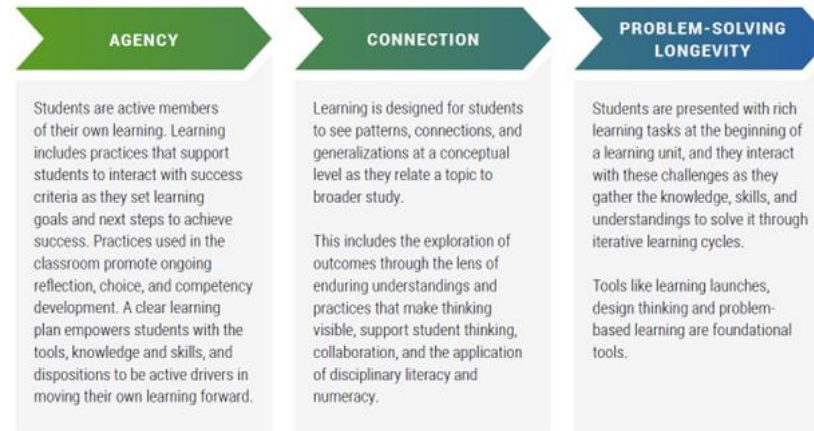 AGENCY
Students are active members
of their own learning. Learning
includes practices that support
students to interact with success
criteria as they set learning
goals and next steps to achieve
success. Practices used in the
classroom promote ongoing
reflection, choice, and competency
development. A clear learning
plan empowers students with the
tools, knowledge and skills, and
dispositions to be active drivers in
moving their own learning forward.
CONNECTION
Learning is designed for students
to see patterns, connections, and
generalizations at a conceptual
level as they relate a topic to
broader study.
This includes the exploration of
outcomes through the lens of
enduring understandings and
practices that make thinking
visible, support student thinking,
collaboration, and the application
of disciplinary literacy and
numeracy.
PROBLEM-SOLVING
LONGEVITY
Students are presented with rich
learning tasks at the beginning of
a learning unit, and they interact
with these challenges as they
gather the knowledge, skills, and
understandings to solve it through
iterative learning cycles.
Tools like learning launches,
design thinking and problem-
based learning are foundational
tools.